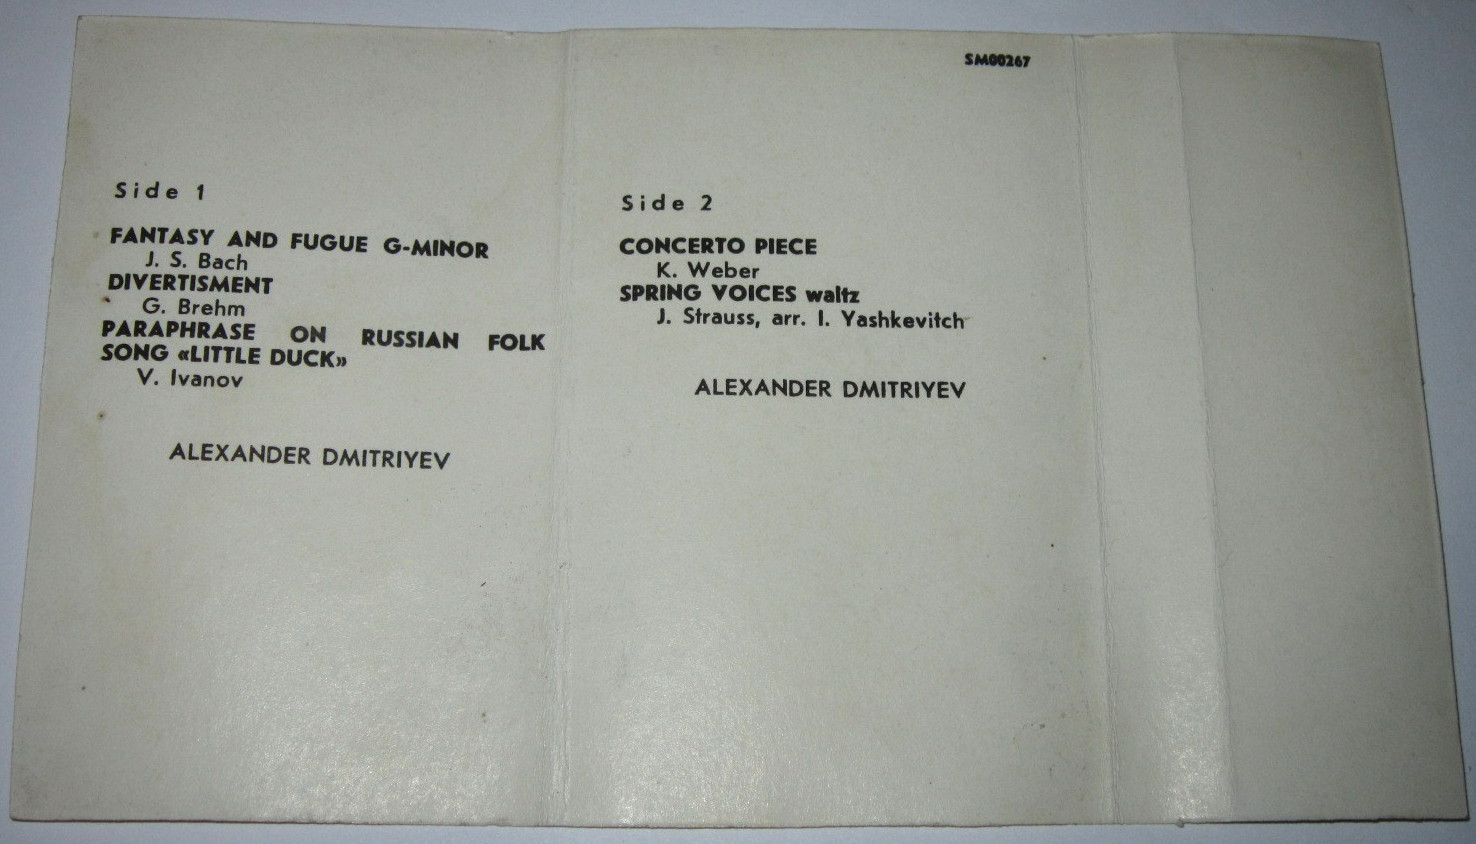 SM00267
Side 1
FANTASY AND FUGUE G-MINOR
J. S. Bach
DIVERTISMENT
G. Brehm
PARAPHRASE ON RUSSIAN FOLK
SONG «LITTLE DUCK»
V. Ivanov
ALEXANDER DMITRIYEV
Side 2
CONCERTO PIECE
K. Weber
SPRING VOICES waltz
J. Strauss, arr. I. Yashkevitch
ALEXANDER DMITRIYEV